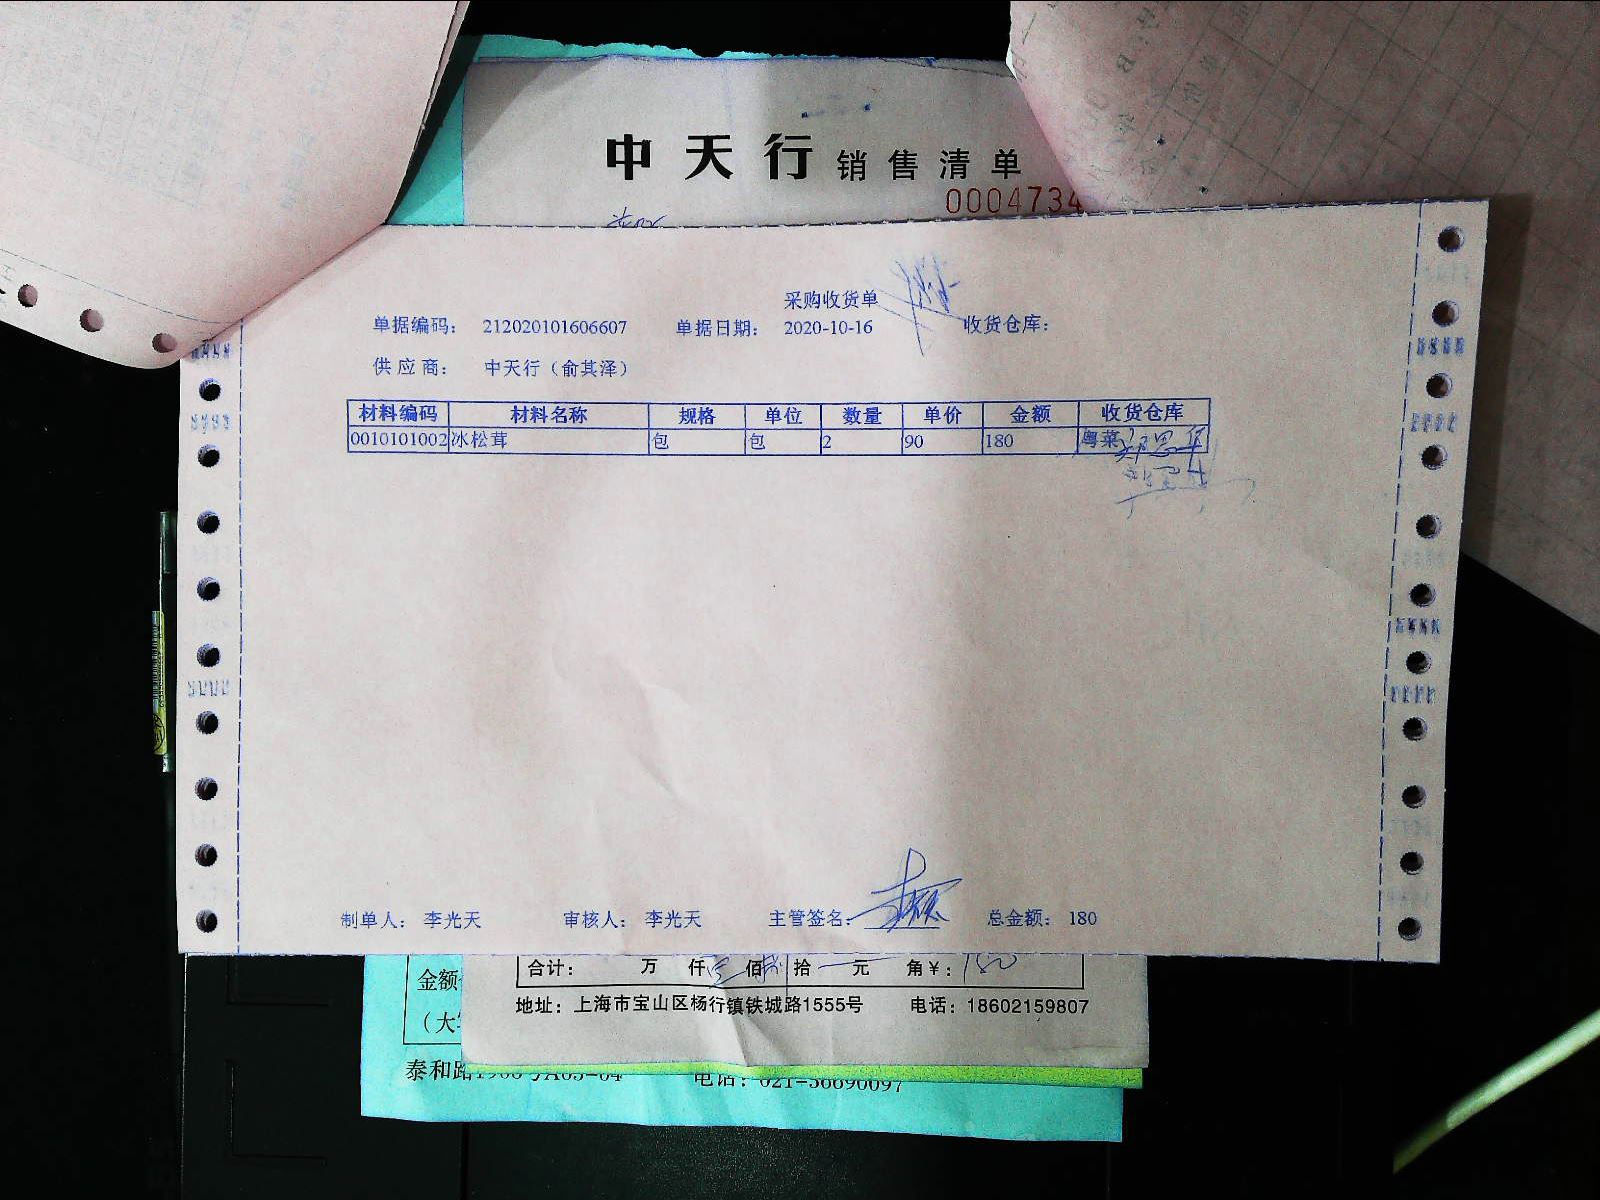 中天行销售清单
0004734
采购收货单
单据编码： 212020101606607 单据日期： 2020-10-16 收货仓库：
供应商： 中天行（俞其泽）
材料编码 材料名称 规格 单位 数量 单价 金额 收货仓库
0010101002 冰松茸 包 包 2 90 180 粤菜
制单人： 李光天 审核人： 李光天 主管签名： 总金额： 180
合计： 万 仟 佰 拾 元 角¥：180
地址：上海市宝山区杨行镇铁城路1555号 电话：18602159807
金额
（大
泰和路 电话：021-56690097